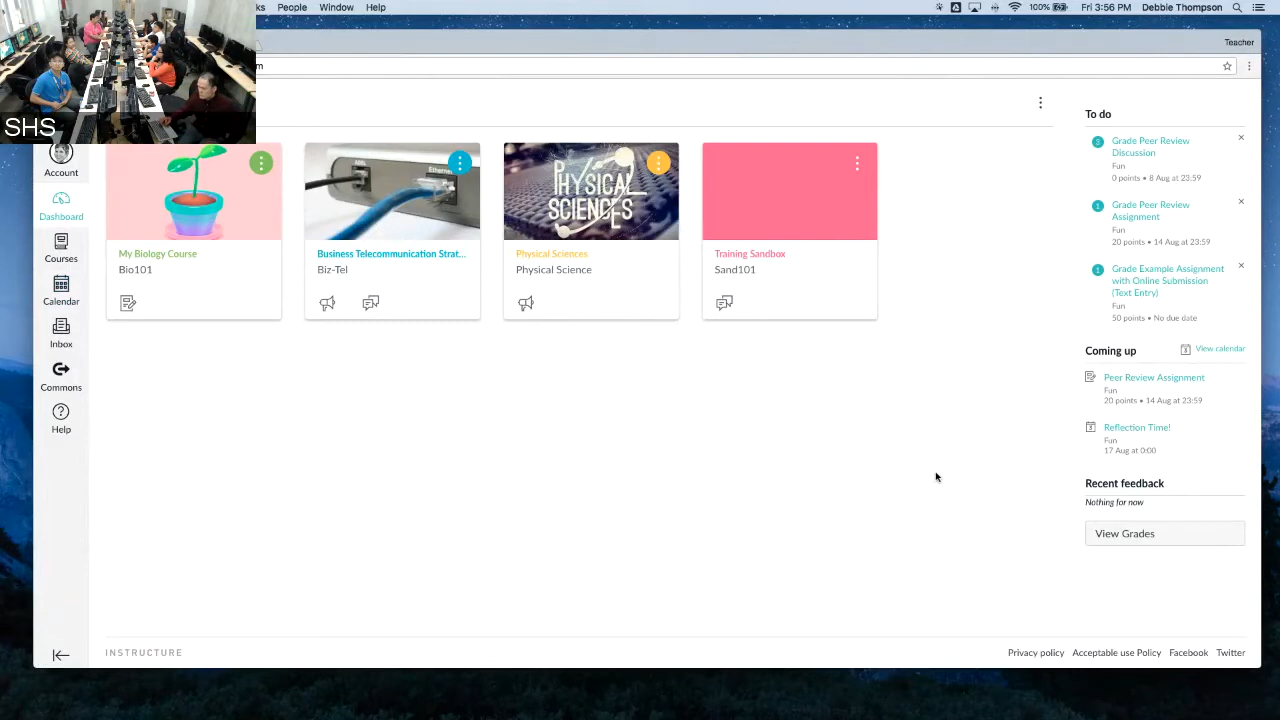 ks People Window Help 100% Fri 3:56 PM Debbie Thompson
Teacher
m
SHS
Account
Dashboard
Courses
Calendar
Inbox
Commons
Help
Ethernet
My Biology Course
Bio101
Business Telecommunication Strat...
Biz-Tel
PHYSICAL
SCIENCES
Physical Sciences
Physical Science
Training Sandbox
Sand101
To do
3 Grade Peer Review
Discussion
Fun
0 points • 8 Aug at 23:59
1 Grade Peer Review
Assignment
Fun
20 points • 14 Aug at 23:59
1 Grade Example Assignment
with Online Submission
(Text Entry)
Fun
50 points • No due date
Coming up View calendar
Peer Review Assignment
Fun
20 points • 14 Aug at 23:59
Reflection Time!
Fun
17 Aug at 0:00
Recent feedback
Nothing for now
View Grades
INSTRUCTURE
Privacy policy Acceptable use Policy Facebook Twitter